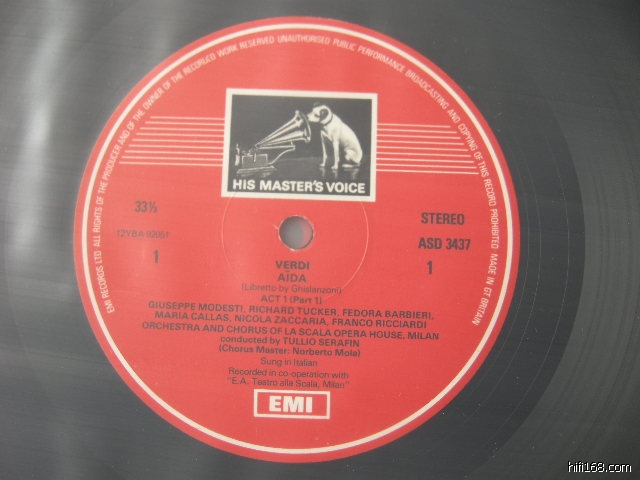 EMI RECORDS LTD. ALL RIGHTS OF THE PRODUCER AND OF THE OWNER OF THE RECORDED WORK RESERVED UNAUTHORISED PUBLIC PERFORMANCE BROADCASTING AND COPYING OF THIS RECORD PROHIBITED MADE IN GT BRITAIN
HIS MASTER'S VOICE
33⅓
STEREO
12YBA 92051
ASD 3437
1
1
VERDI
AÏDA
(Libretto by Ghislanzoni)
ACT 1 (Part 1)
GIUSEPPE MODESTI, RICHARD TUCKER, FEDORA BARBIERI,
MARIA CALLAS, NICOLA ZACCARIA, FRANCO RICCIARDI
ORCHESTRA AND CHORUS OF LA SCALA OPERA HOUSE, MILAN
conducted by TULLIO SERAFIN
(Chorus Master: Norberto Mola)
Sung in Italian
Recorded in co-operation with
"E.A. Teatro alla Scala, Milan"
EMI
hifi168.com